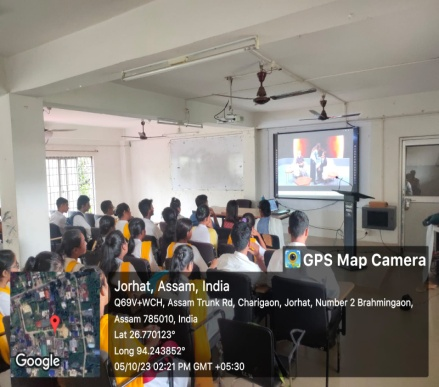 GPS Map Camera
Jorhat, Assam, India
Q69V+WCH, Assam Trunk Rd, Charigaon, Jorhat, Number 2 Brahmingaon,
Assam 785010, India
Lat 26.770123°
Long 94.243852°
05/10/23 02:21 PM GMT +05:30
Google